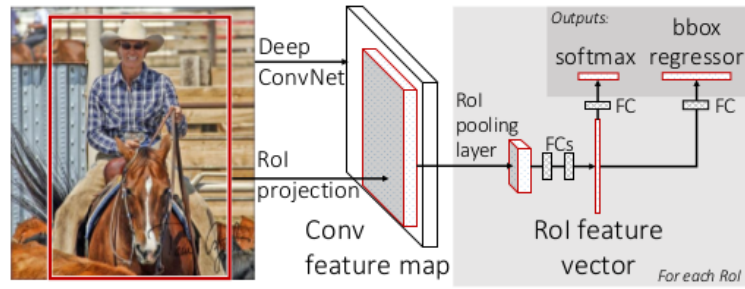 Deep
ConvNet
RoI
projection
Conv
feature map
RoI
pooling
layer
FCs
RoI feature
vector
For each RoI
Outputs:
softmax
bbox
regressor
FC
FC